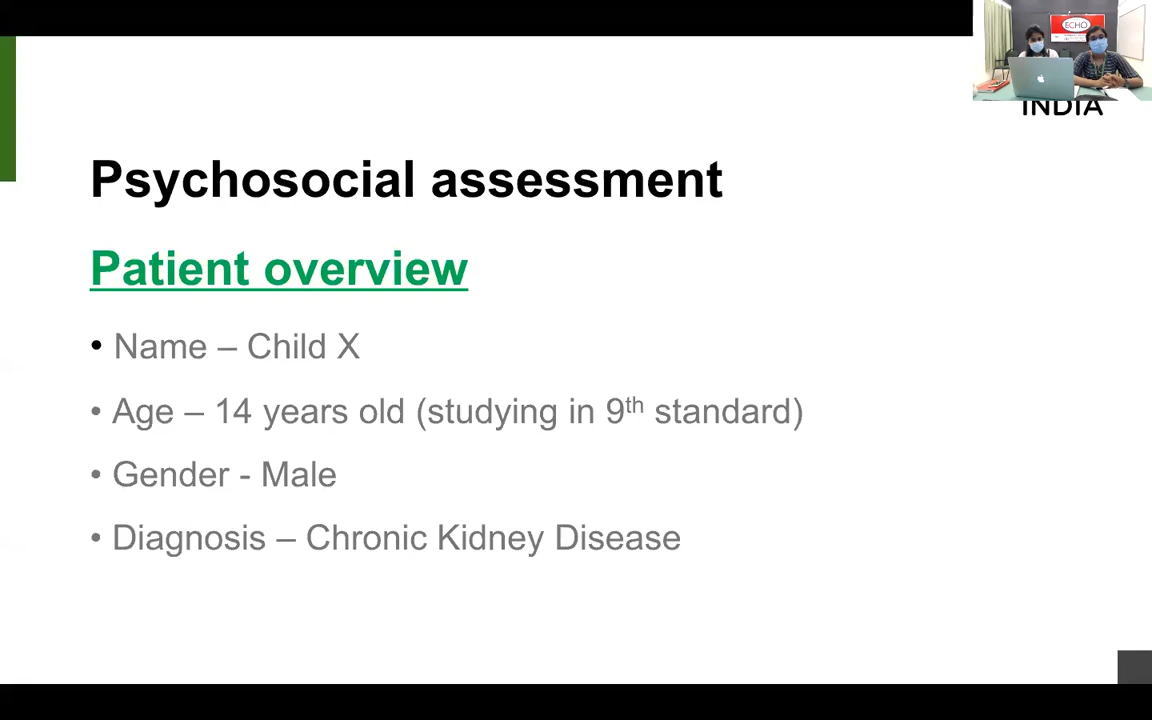 ECHO
INDIA
Psychosocial assessment
Patient overview
• Name – Child X
• Age – 14 years old (studying in 9th standard)
• Gender - Male
• Diagnosis – Chronic Kidney Disease